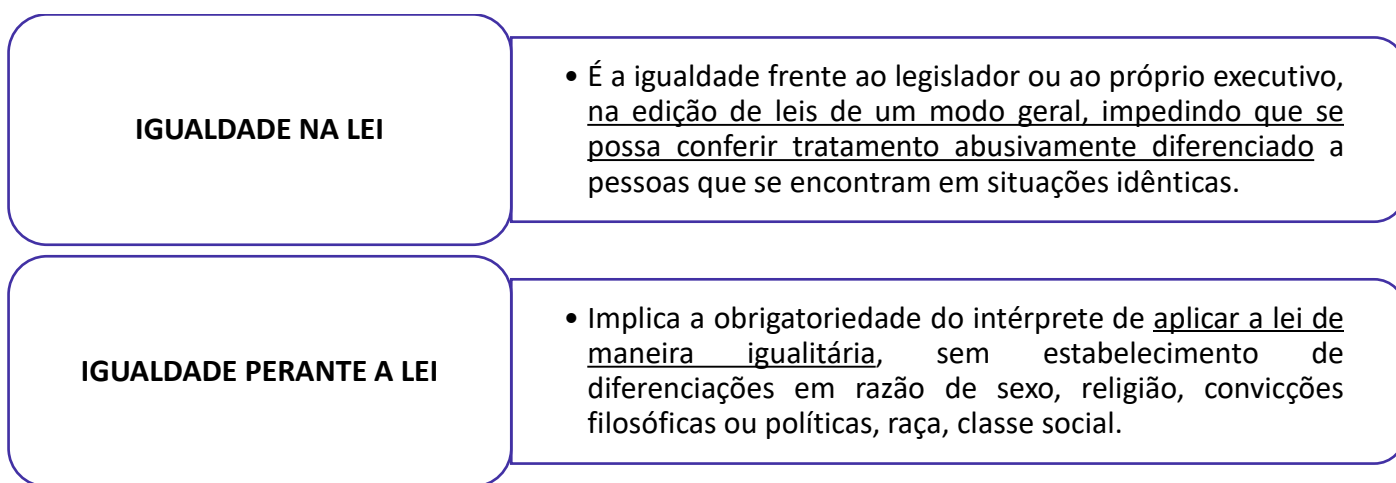 IGUALDADE NA LEI
• É a igualdade frente ao legislador ou ao próprio executivo,
na edição de leis de um modo geral, impedindo que se
possa conferir tratamento abusivamente diferenciado a
pessoas que se encontram em situações idênticas.
IGUALDADE PERANTE A LEI
• Implica a obrigatoriedade do intérprete de aplicar a lei de
maneira igualitária, sem estabelecimento de
diferenciações em razão de sexo, religião, convicções
filosóficas ou políticas, raça, classe social.